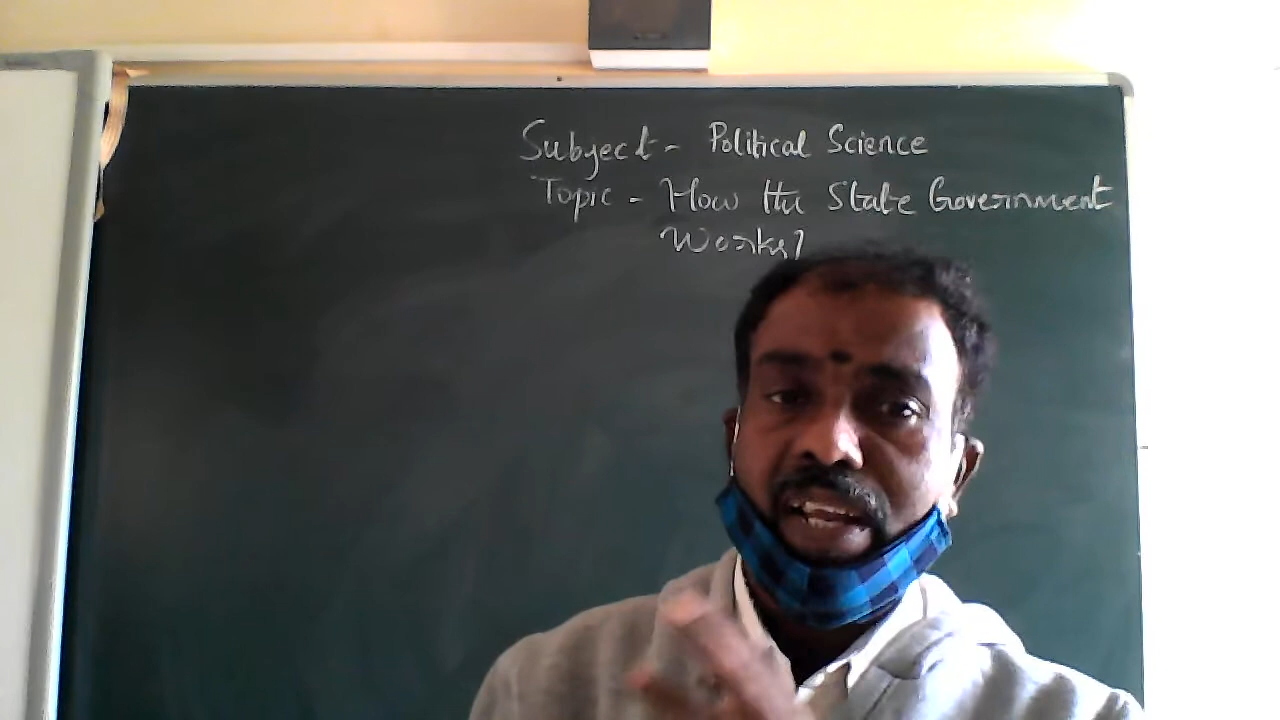 Subject - Political Science
Topic - How the State Government
Works?